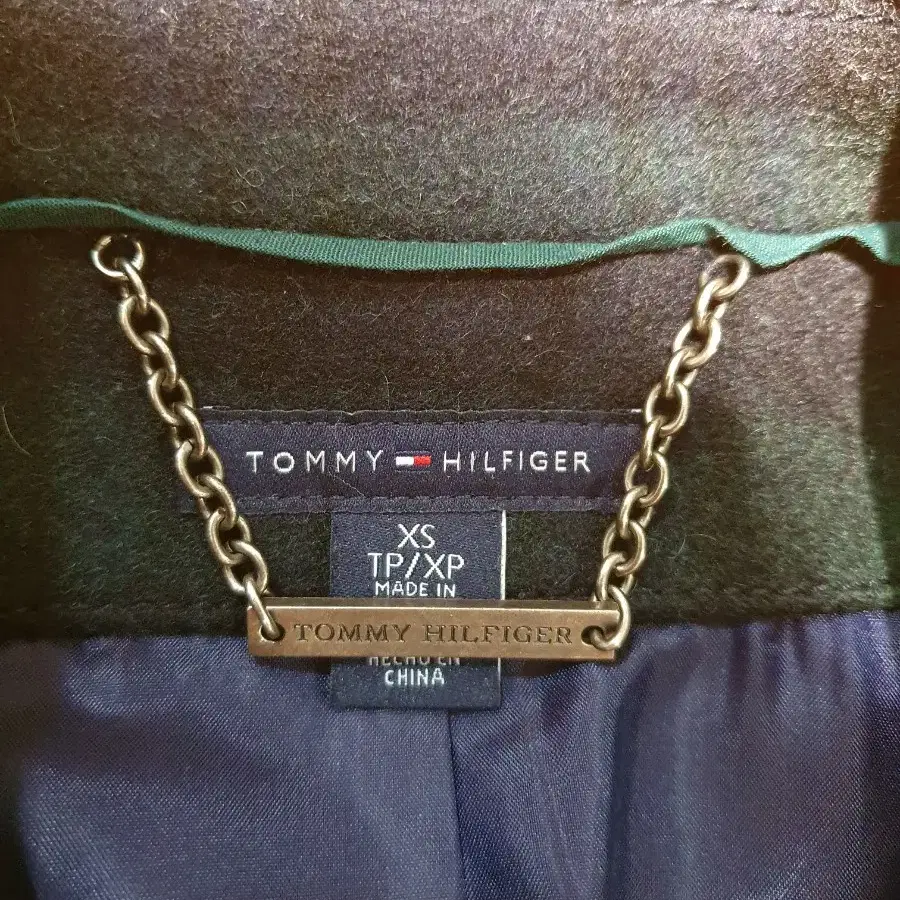 TOMMY HILFIGER
XS
TP/XP
MADE IN
TOMMY HILFIGER
HECHO EN
CHINA